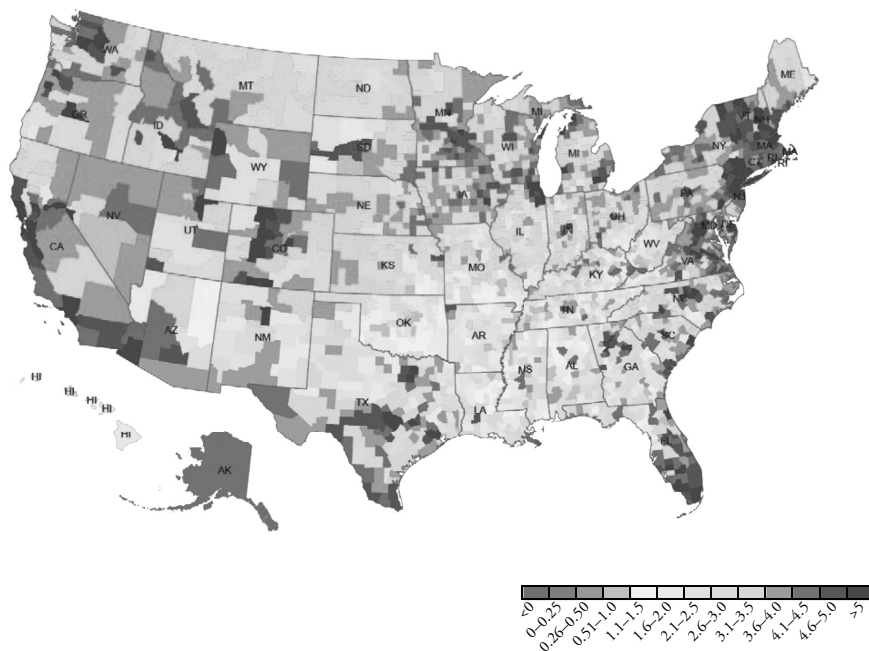 WA
MT
ND
MN
ME
OR
ID
SD
WI
MI
MI
VT
NH
NY
MA
MA
CT
RI
RI
WY
NE
IA
PA
NJ
NV
UT
CO
IL
IN
OH
MD
DE
CA
KS
MO
WV
VA
KY
AZ
NM
OK
AR
TN
NC
SC
MS
AL
GA
TX
LA
FL
HI
HI
HI
HI
HI
AK
<0
0–0.25
0.26–0.50
0.51–1.0
1.1–1.5
1.6–2.0
2.1–2.5
2.6–3.0
3.1–3.5
3.6–4.0
4.1–4.5
4.6–5.0
>5